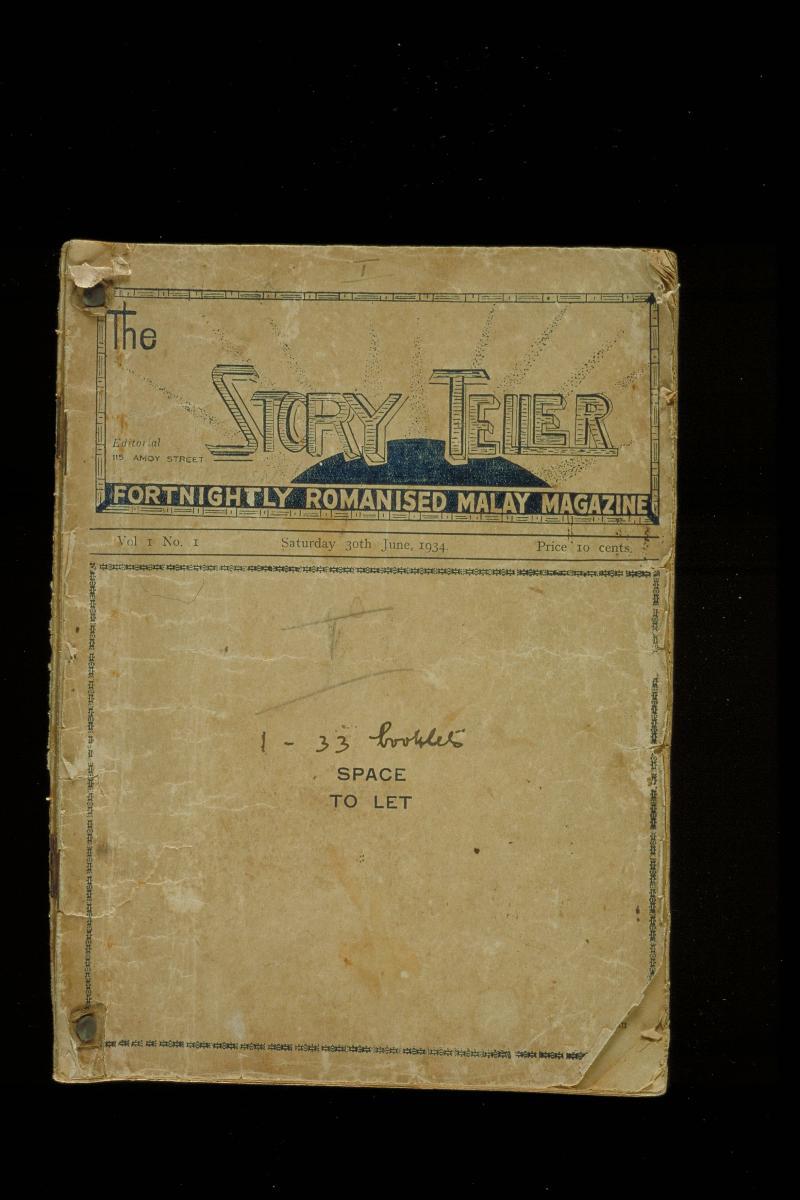 I
The
STORY TELLER
Editorial
115 AMOY STREET
FORTNIGHTLY ROMANISED MALAY MAGAZINE
Vol 1 No. 1 Saturday 30th June, 1934. Price 10 cents.
I
1 - 33 booklets
SPACE
TO LET